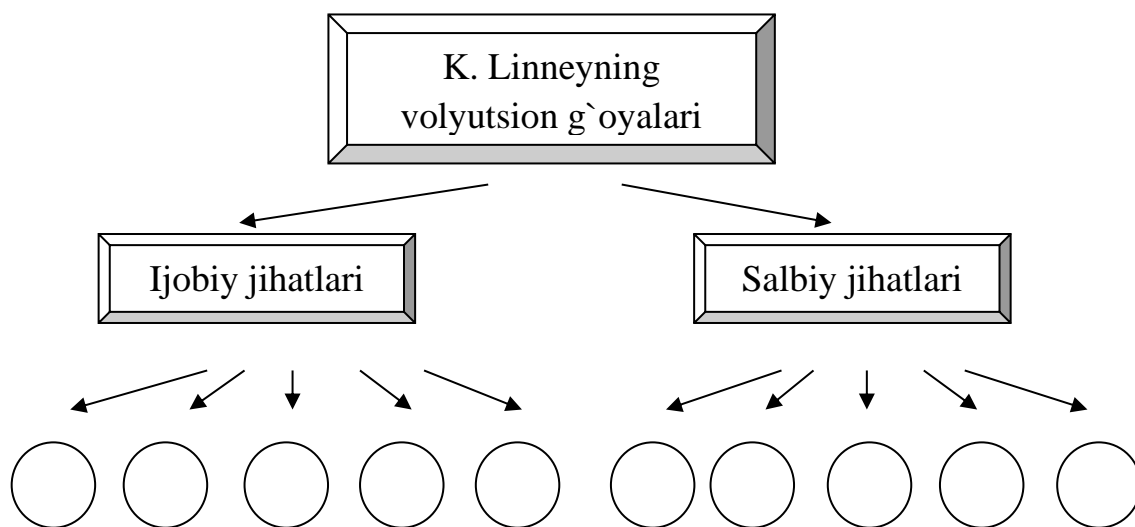 K. Linneyning
volyutsion g`oyalari
Ijobiy jihatlari
Salbiy jihatlari